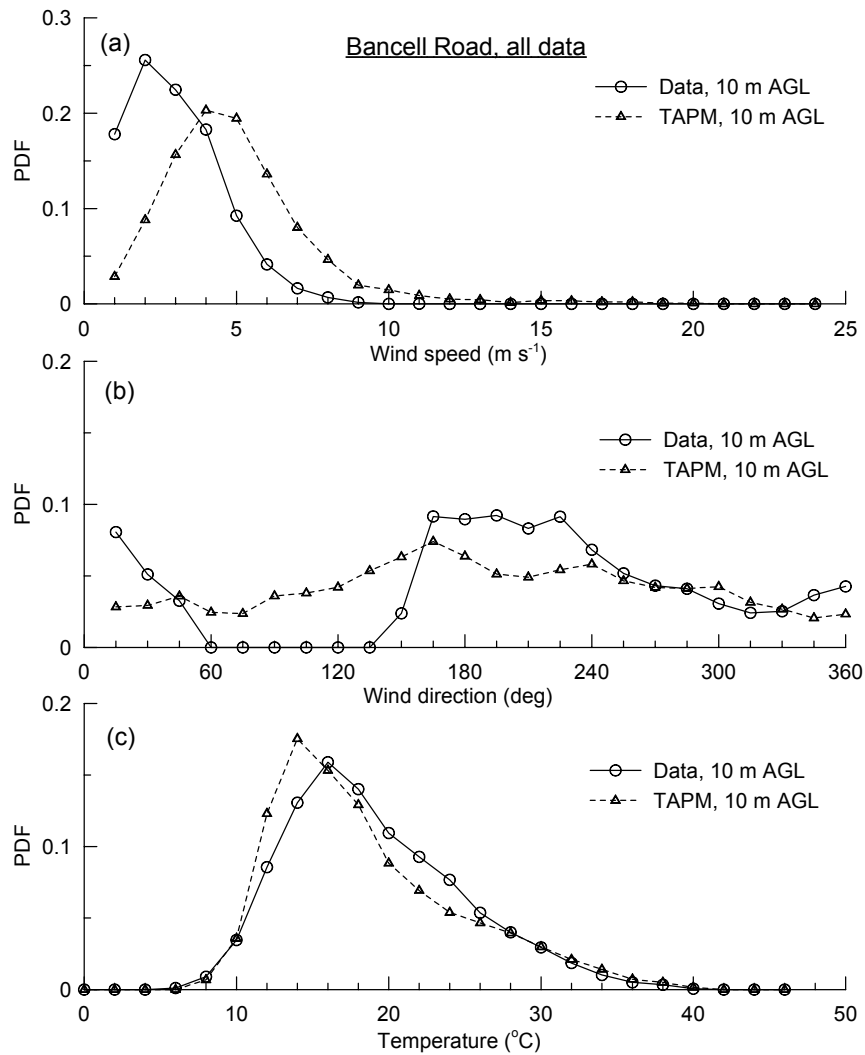 Bancell Road, all data
(a)
Data, 10 m AGL
TAPM, 10 m AGL
PDF
0.3
0.2
0.1
0
0 5 10 15 20 25
Wind speed (m s⁻¹)
(b)
Data, 10 m AGL
TAPM, 10 m AGL
PDF
0.2
0.1
0
0 60 120 180 240 300 360
Wind direction (deg)
(c)
Data, 10 m AGL
TAPM, 10 m AGL
PDF
0.2
0.1
0
0 10 20 30 40 50
Temperature (°C)